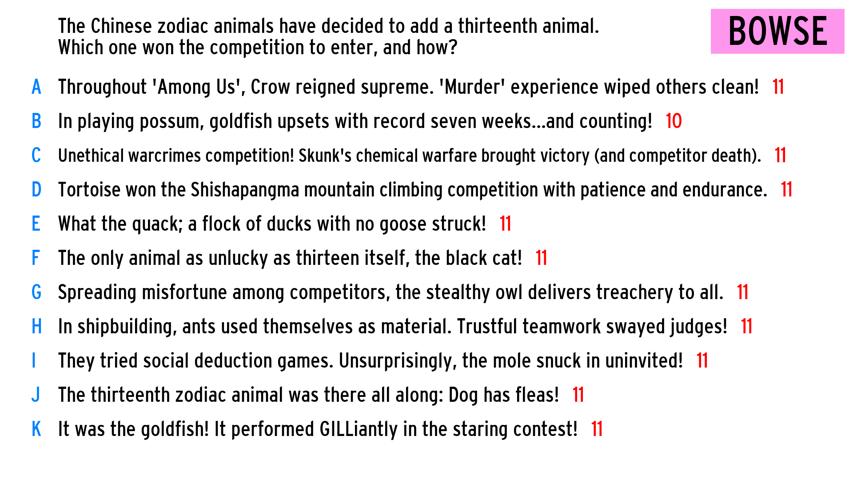 The Chinese zodiac animals have decided to add a thirteenth animal.
Which one won the competition to enter, and how?
BOWSE
A Throughout 'Among Us', Crow reigned supreme. 'Murder' experience wiped others clean! 11
B In playing possum, goldfish upsets with record seven weeks...and counting! 10
C Unethical warcrimes competition! Skunk's chemical warfare brought victory (and competitor death). 11
D Tortoise won the Shishapangma mountain climbing competition with patience and endurance. 11
E What the quack; a flock of ducks with no goose struck! 11
F The only animal as unlucky as thirteen itself, the black cat! 11
G Spreading misfortune among competitors, the stealthy owl delivers treachery to all. 11
H In shipbuilding, ants used themselves as material. Trustful teamwork swayed judges! 11
I They tried social deduction games. Unsurprisingly, the mole snuck in uninvited! 11
J The thirteenth zodiac animal was there all along: Dog has fleas! 11
K It was the goldfish! It performed GILLiantly in the staring contest! 11